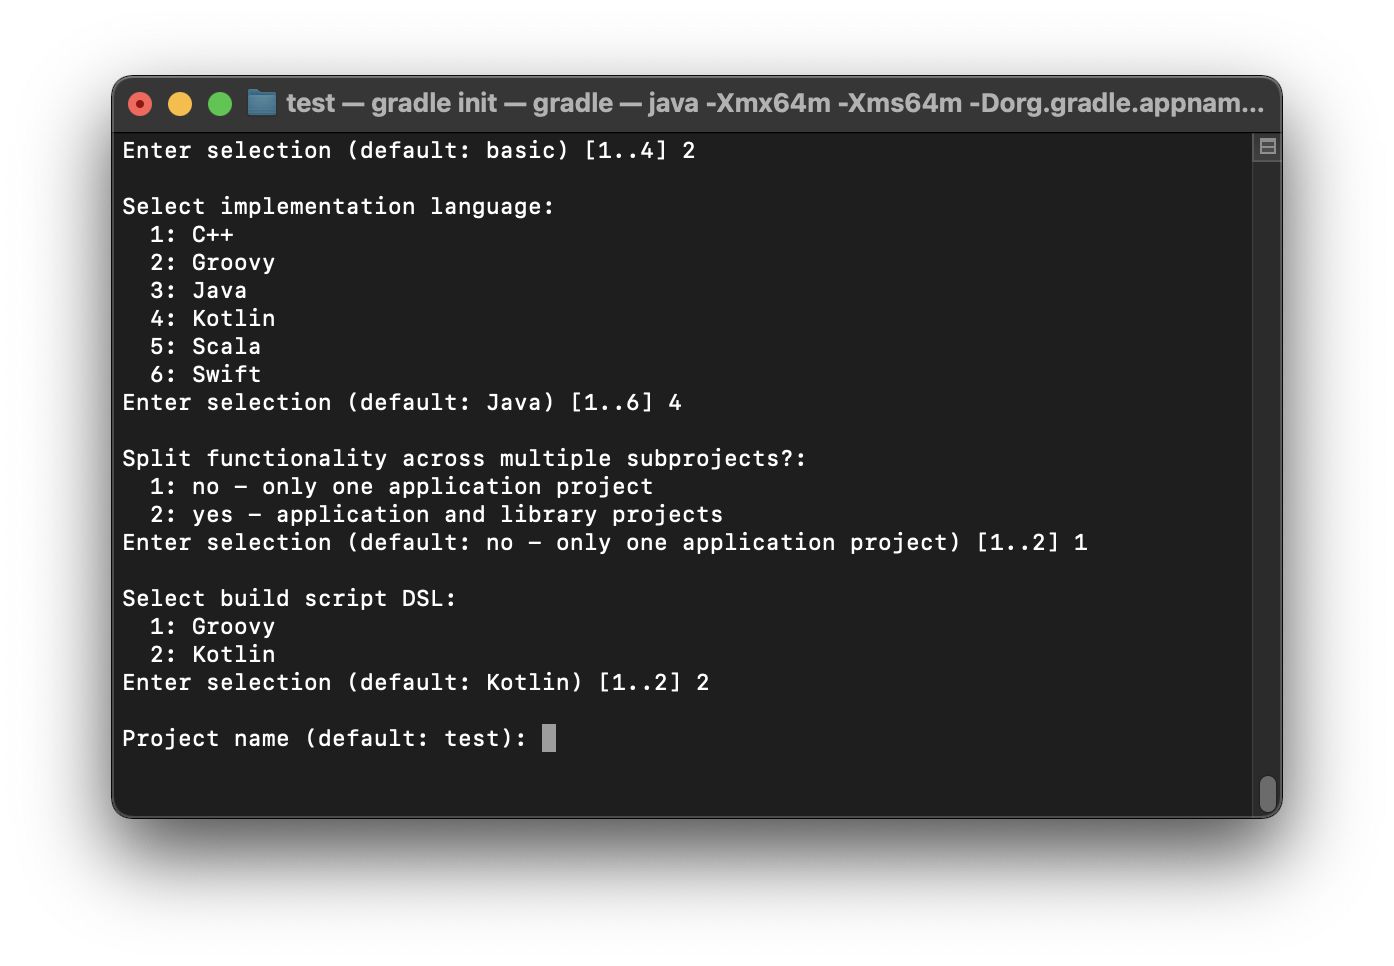 test — gradle init — gradle — java -Xmx64m -Xms64m -Dorg.gradle.appnam...
Enter selection (default: basic) [1..4] 2
Select implementation language:
  1: C++
  2: Groovy
  3: Java
  4: Kotlin
  5: Scala
  6: Swift
Enter selection (default: Java) [1..6] 4
Split functionality across multiple subprojects?:
  1: no - only one application project
  2: yes - application and library projects
Enter selection (default: no - only one application project) [1..2] 1
Select build script DSL:
  1: Groovy
  2: Kotlin
Enter selection (default: Kotlin) [1..2] 2
Project name (default: test):